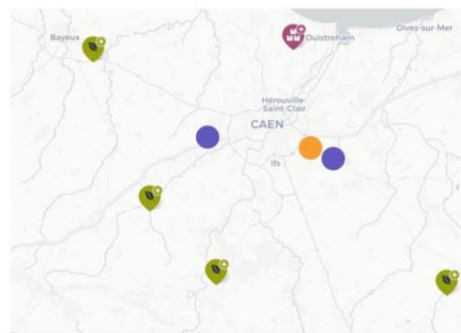 Dives-sur-Mer
Bayeux
Ouistreham
Hérouville-
Saint-Clair
CAEN
Ifs